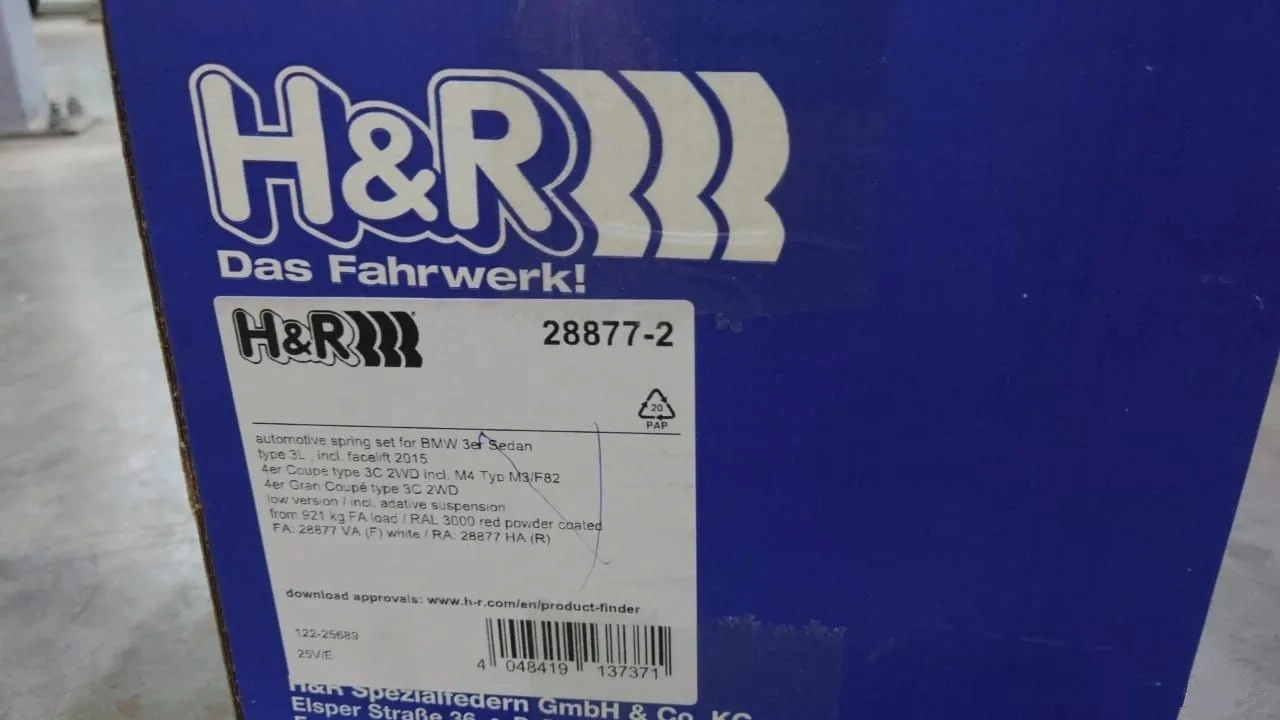 H&R
Das Fahrwerk!
H&R
28877-2
20
PAP
automotive spring set for BMW 3er Sedan
type 3L , incl. facelift 2015
4er Coupé type 3C 2WD incl. M4 Typ M3/F82
4er Gran Coupé type 3C 2WD
low version / incl. adative suspension
from 921 kg FA load / RAL 3000 red powder coated
FA: 28877 VA (F) white / RA: 28877 HA (R)
download approvals: www.h-r.com/en/product-finder
122-25689
25V/E
4 048419 137371
H&R Spezialfedern GmbH & Co. KG
Elsper Straße 36